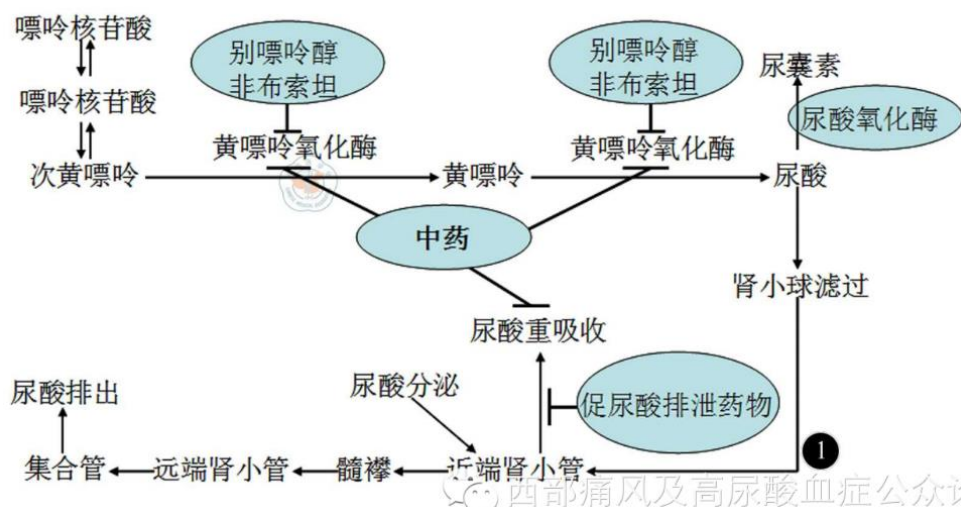 嘌呤核苷酸
嘌呤核苷酸
次黄嘌呤
别嘌呤醇
非布索坦
黄嘌呤氧化酶
黄嘌呤
别嘌呤醇
非布索坦
黄嘌呤氧化酶
尿囊素
尿酸氧化酶
尿酸
中药
肾小球滤过
尿酸重吸收
尿酸分泌
促尿酸排泄药物
尿酸排出
集合管
远端肾小管
髓襻
近端肾小管
1
西部痛风及高尿酸血症公众